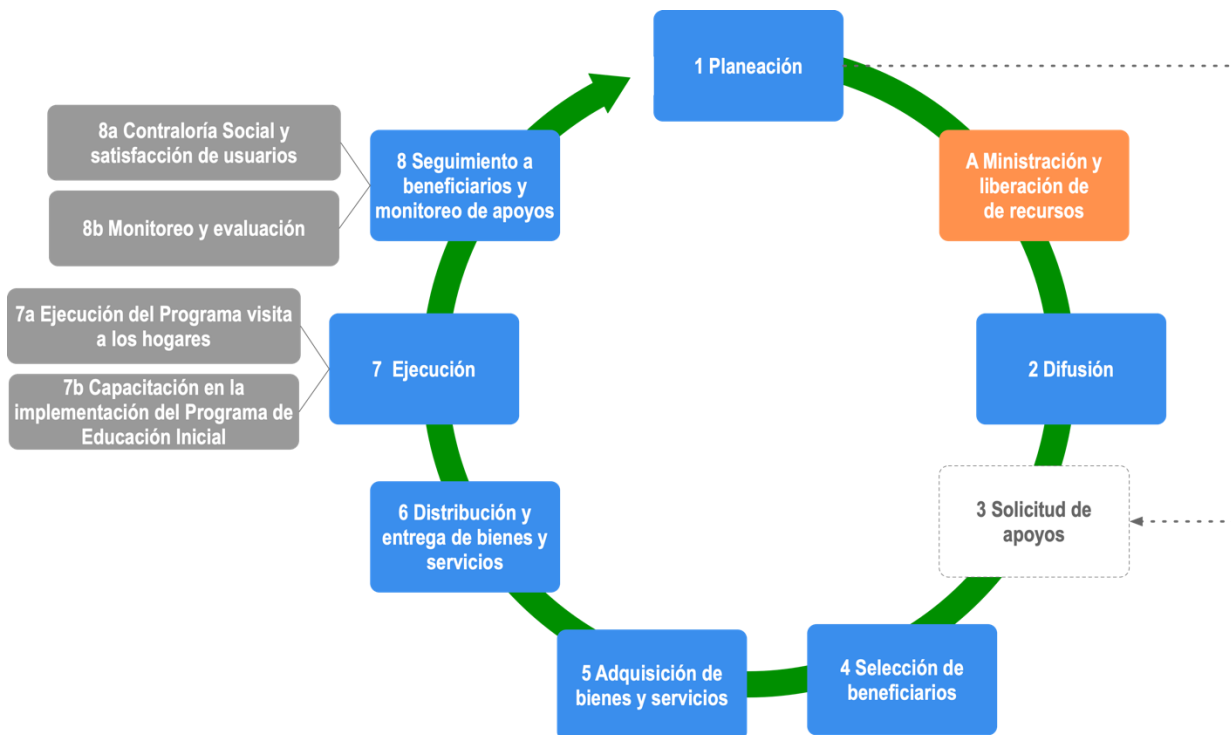 1 Planeación
A Ministración y
liberación de
de recursos
2 Difusión
3 Solicitud de
apoyos
4 Selección de
beneficiarios
5 Adquisición de
bienes y servicios
6 Distribución y
entrega de bienes y
servicios
7 Ejecución
7a Ejecución del Programa visita
a los hogares
7b Capacitación en la
implementación del Programa de
Educación Inicial
8 Seguimiento a
beneficiarios y
monitoreo de apoyos
8a Contraloría Social y
satisfacción de usuarios
8b Monitoreo y evaluación